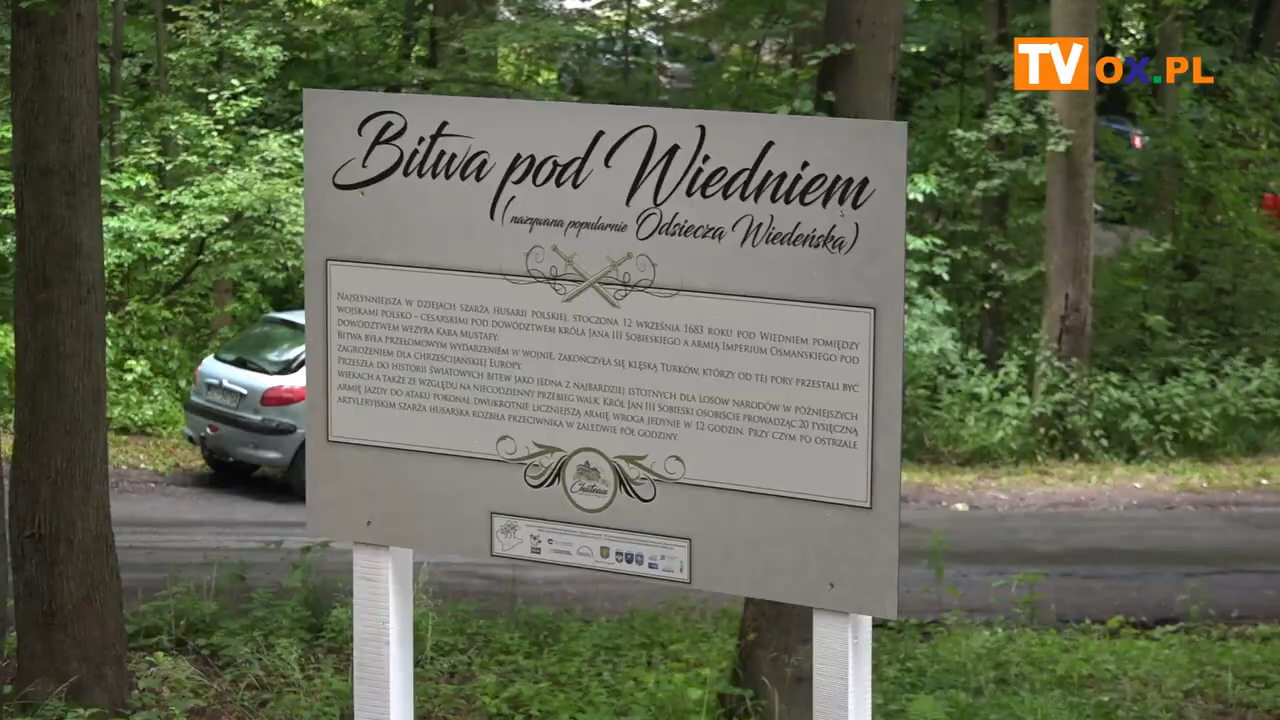 TVox.PL
Bitwa pod Wiedniem
(nazywana popularnie Odsiecza Wiedeńska)
Najsłynniejsza w dziejach szarża husarii polskiej, stoczona 12 września 1683 roku pod Wiedniem pomiędzy
wojskami polsko - cesarskimi pod dowództwem króla Jana III Sobieskiego a armią Imperium Osmańskiego pod
dowództwem wezyra Kara Mustafy.
Bitwa była przełomowym wydarzeniem w wojnie, zakończyła się klęską Turków, którzy od tej pory przestali być
zagrożeniem dla chrześcijańskiej Europy.
Przeszła do historii światowych bitew jako jedna z najbardziej istotnych dla losów narodów w późniejszych
wiekach a także ze względu na niecodzienny przebieg walk. Król Jan III Sobieski osobiście prowadząc 20 tysięczną
armię jazdy do ataku pokonał dwukrotnie liczniejszą armię wroga jedynie w 12 godzin. Przy czym po ostrzale
artyleryjskim szarża husarska rozbiła przeciwnika w zaledwie pół godziny.
Château